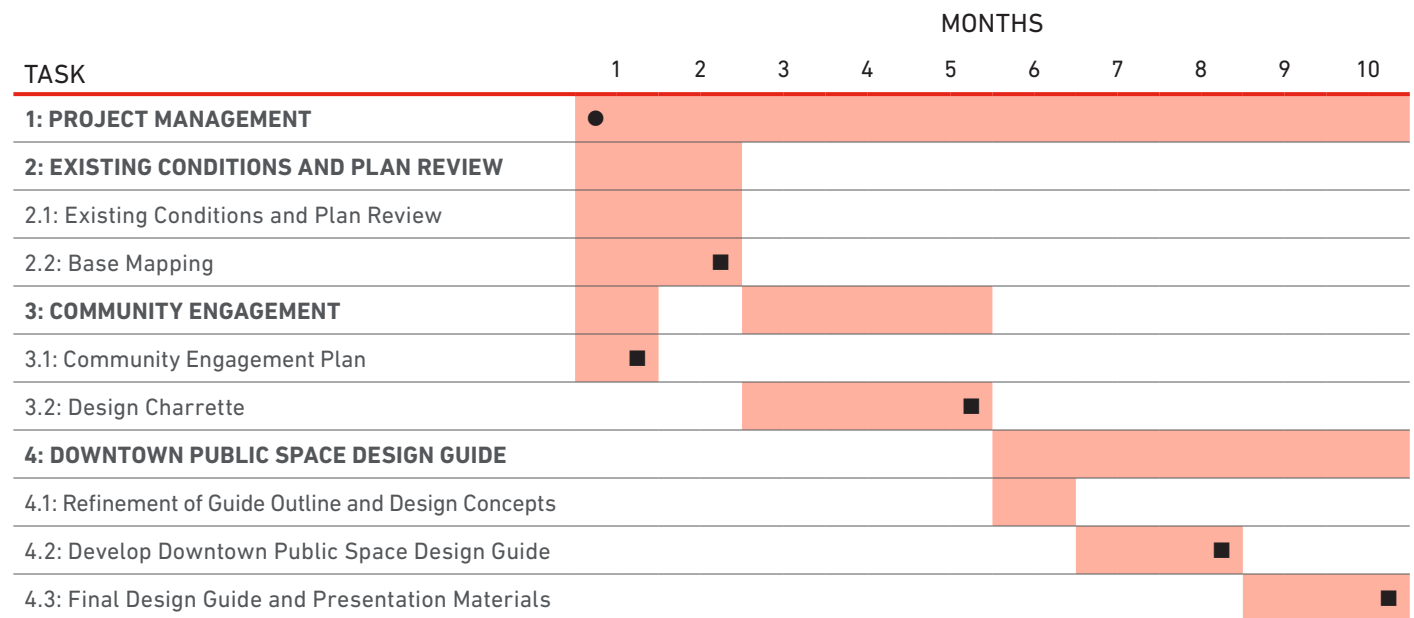 MONTHS
TASK 1 2 3 4 5 6 7 8 9 10
1: PROJECT MANAGEMENT
2: EXISTING CONDITIONS AND PLAN REVIEW
2.1: Existing Conditions and Plan Review
2.2: Base Mapping
3: COMMUNITY ENGAGEMENT
3.1: Community Engagement Plan
3.2: Design Charrette
4: DOWNTOWN PUBLIC SPACE DESIGN GUIDE
4.1: Refinement of Guide Outline and Design Concepts
4.2: Develop Downtown Public Space Design Guide
4.3: Final Design Guide and Presentation Materials